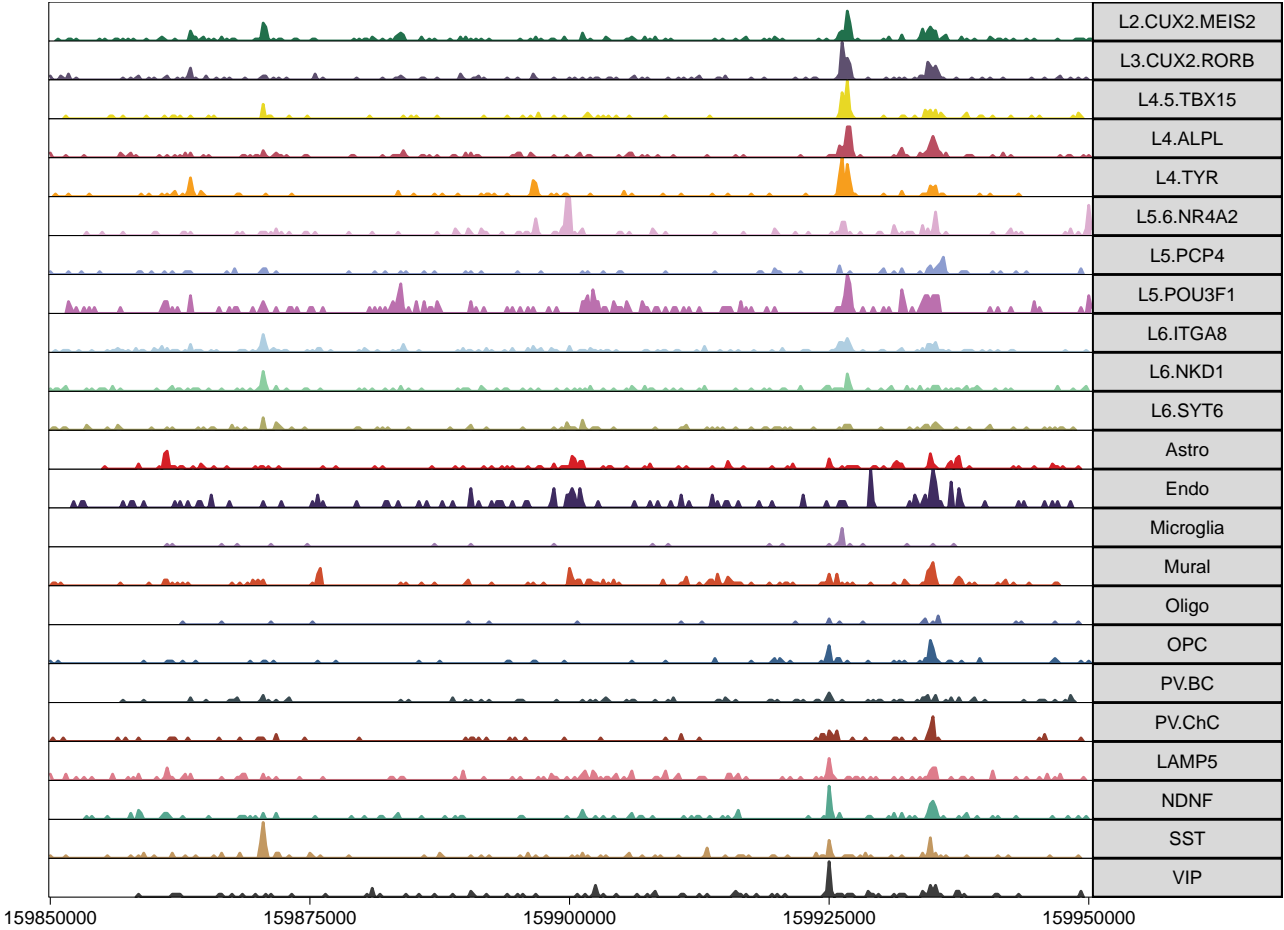 L2.CUX2.MEIS2
L3.CUX2.RORB
L4.5.TBX15
L4.ALPL
L4.TYR
L5.6.NR4A2
L5.PCP4
L5.POU3F1
L6.ITGA8
L6.NKD1
L6.SYT6
Astro
Endo
Microglia
Mural
Oligo
OPC
PV.BC
PV.ChC
LAMP5
NDNF
SST
VIP
159850000 159875000 159900000 159925000 159950000